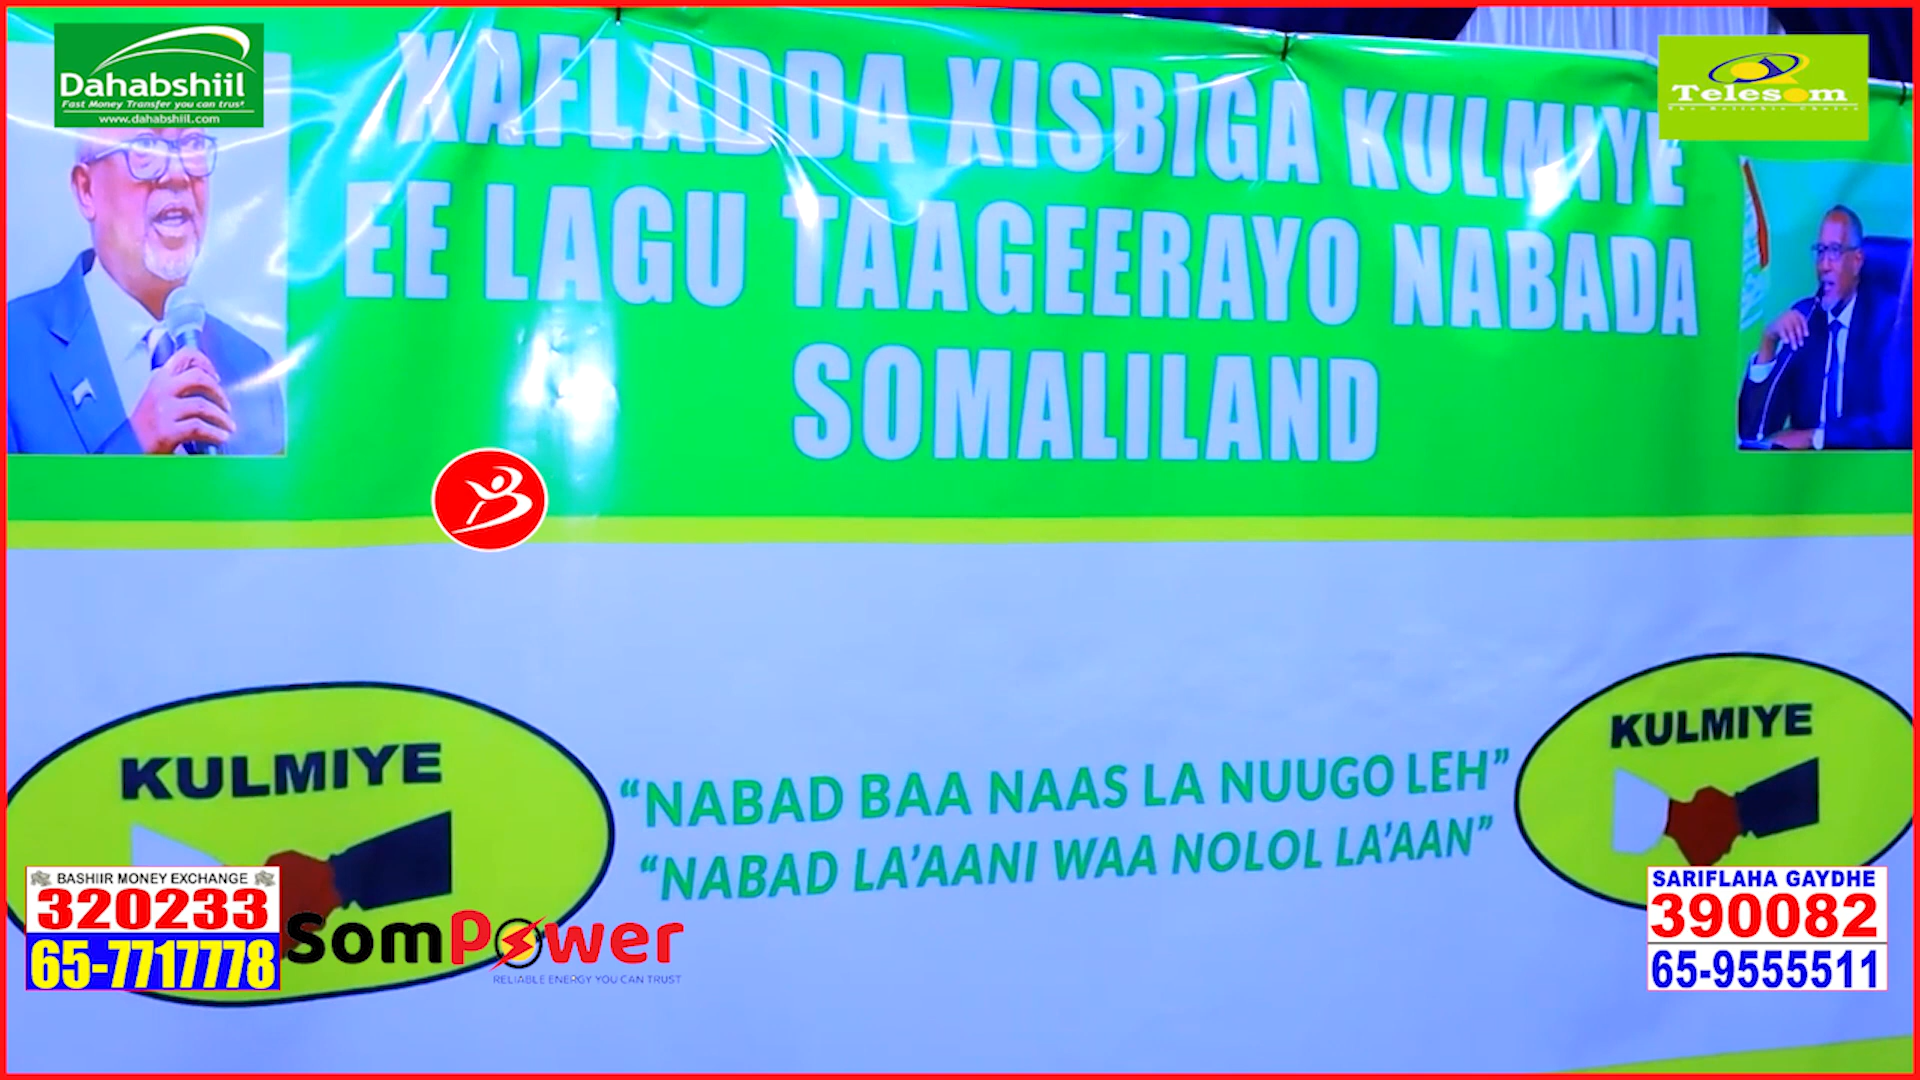 Dahabshiil
Fast Money Transfer you can trust
www.dahabshiil.com
Telesom
XAFLADDA XISBIGA KULMIYE
EE LAGU TAAGEERAYO NABADA
SOMALILAND
KULMIYE
"NABAD BAA NAAS LA NUUGO LEH"
"NABAD LA'AANI WAA NOLOL LA'AAN"
KULMIYE
BASHIIR MONEY EXCHANGE
320233
65-7717778
SomPower
RELIABLE ENERGY YOU CAN TRUST
SARIFLAHA GAYDHE
390082
65-9555511